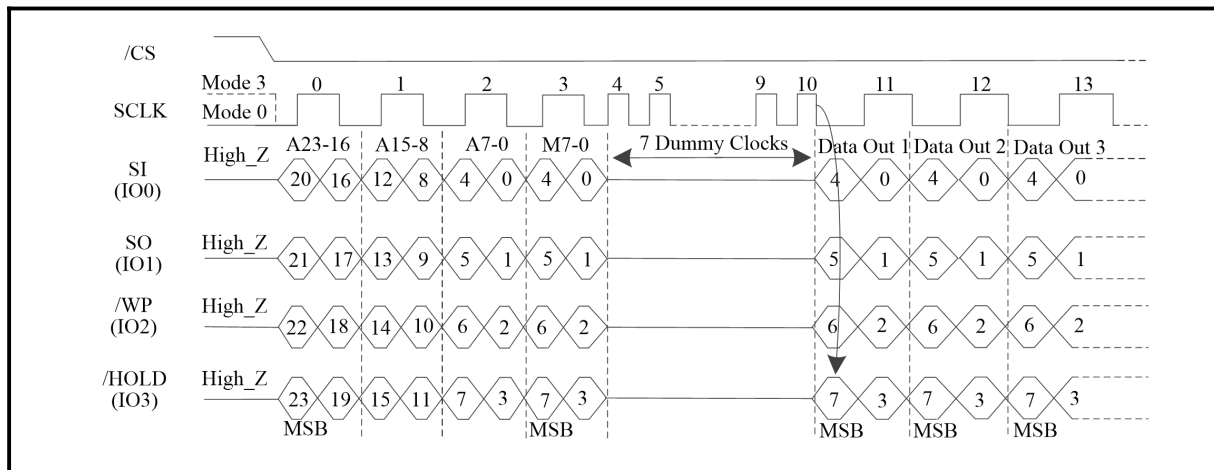 /CS
Mode 3 0 1 2 3 4 5 9 10 11 12 13
SCLK Mode 0
A23-16 A15-8 A7-0 M7-0 7 Dummy Clocks Data Out 1 Data Out 2 Data Out 3
SI High_Z
(IO0) 20 16 12 8 4 0 4 0 4 0 4 0 4 0
SO High_Z
(IO1) 21 17 13 9 5 1 5 1 5 1 5 1 5 1
/WP High_Z
(IO2) 22 18 14 10 6 2 6 2 6 2 6 2 6 2
/HOLD High_Z
(IO3) 23 19 15 11 7 3 7 3 7 3 7 3 7 3
MSB MSB MSB MSB MSB